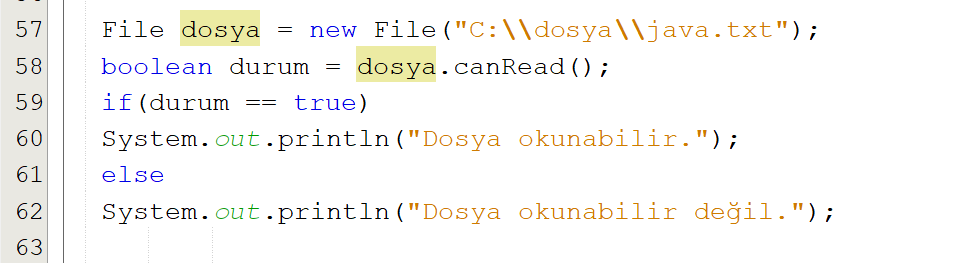 57 File dosya = new File("C:\\dosya\\java.txt");
58 boolean durum = dosya.canRead();
59 if(durum == true)
60 System.out.println("Dosya okunabilir.");
61 else
62 System.out.println("Dosya okunabilir değil.");
63